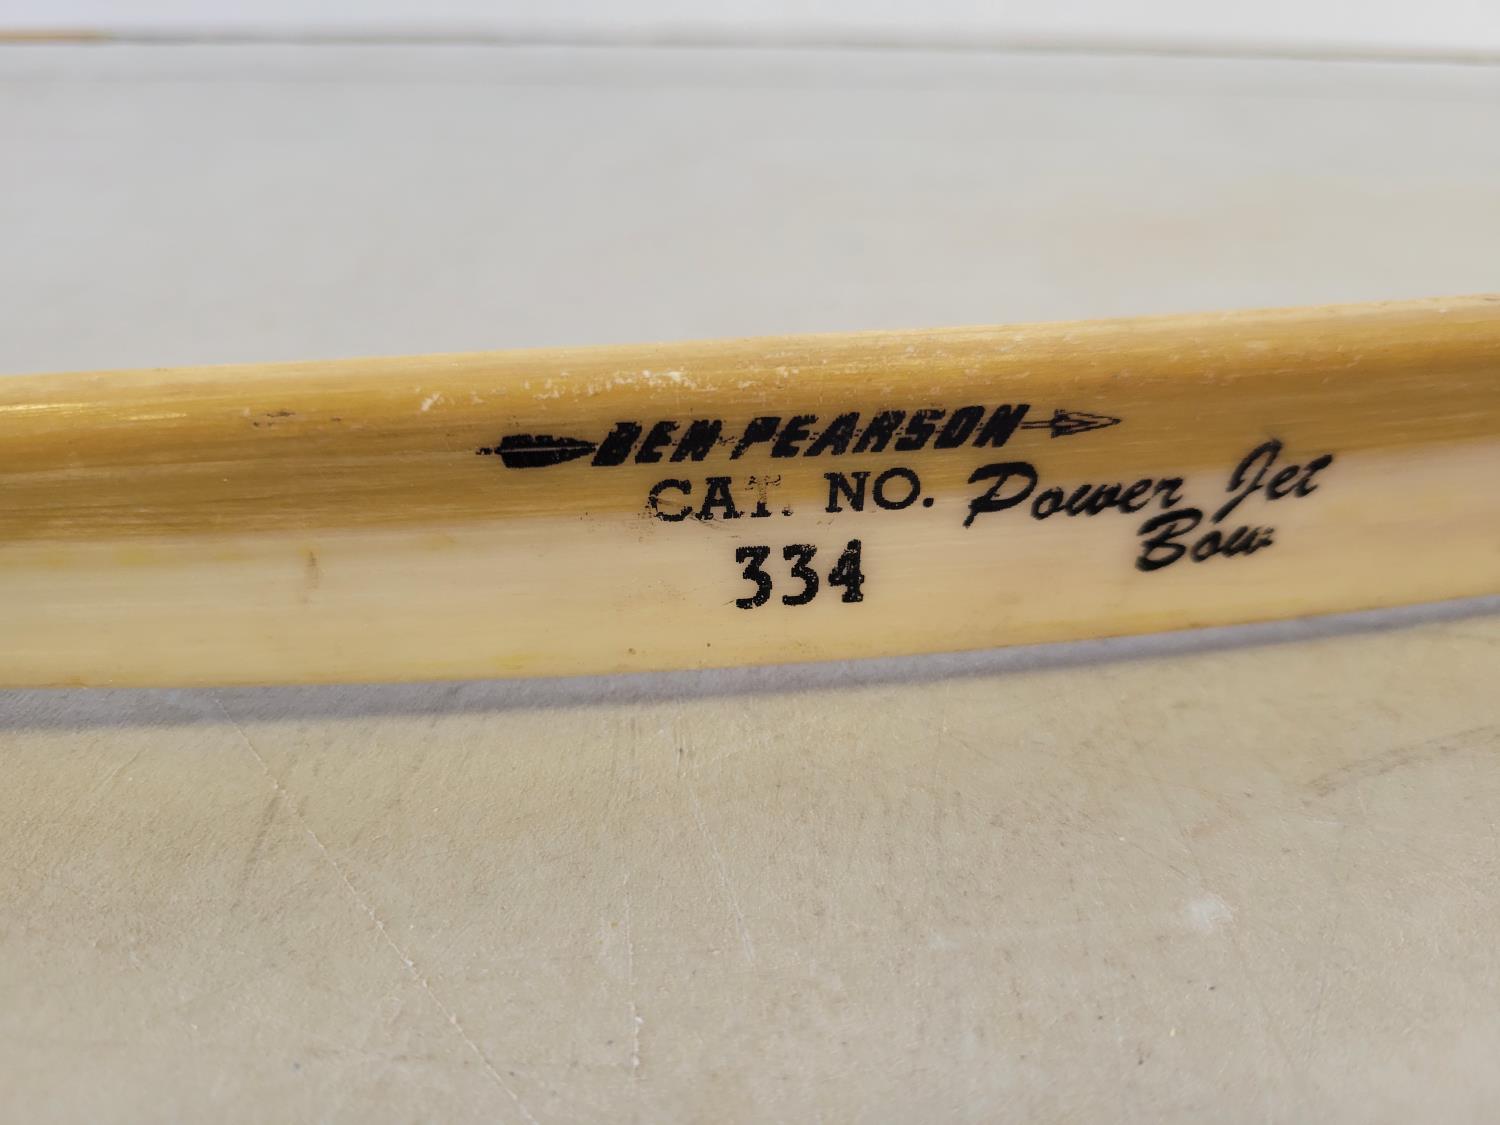 BEN PEARSON
CAT. NO.
334
Power Jet
Bow